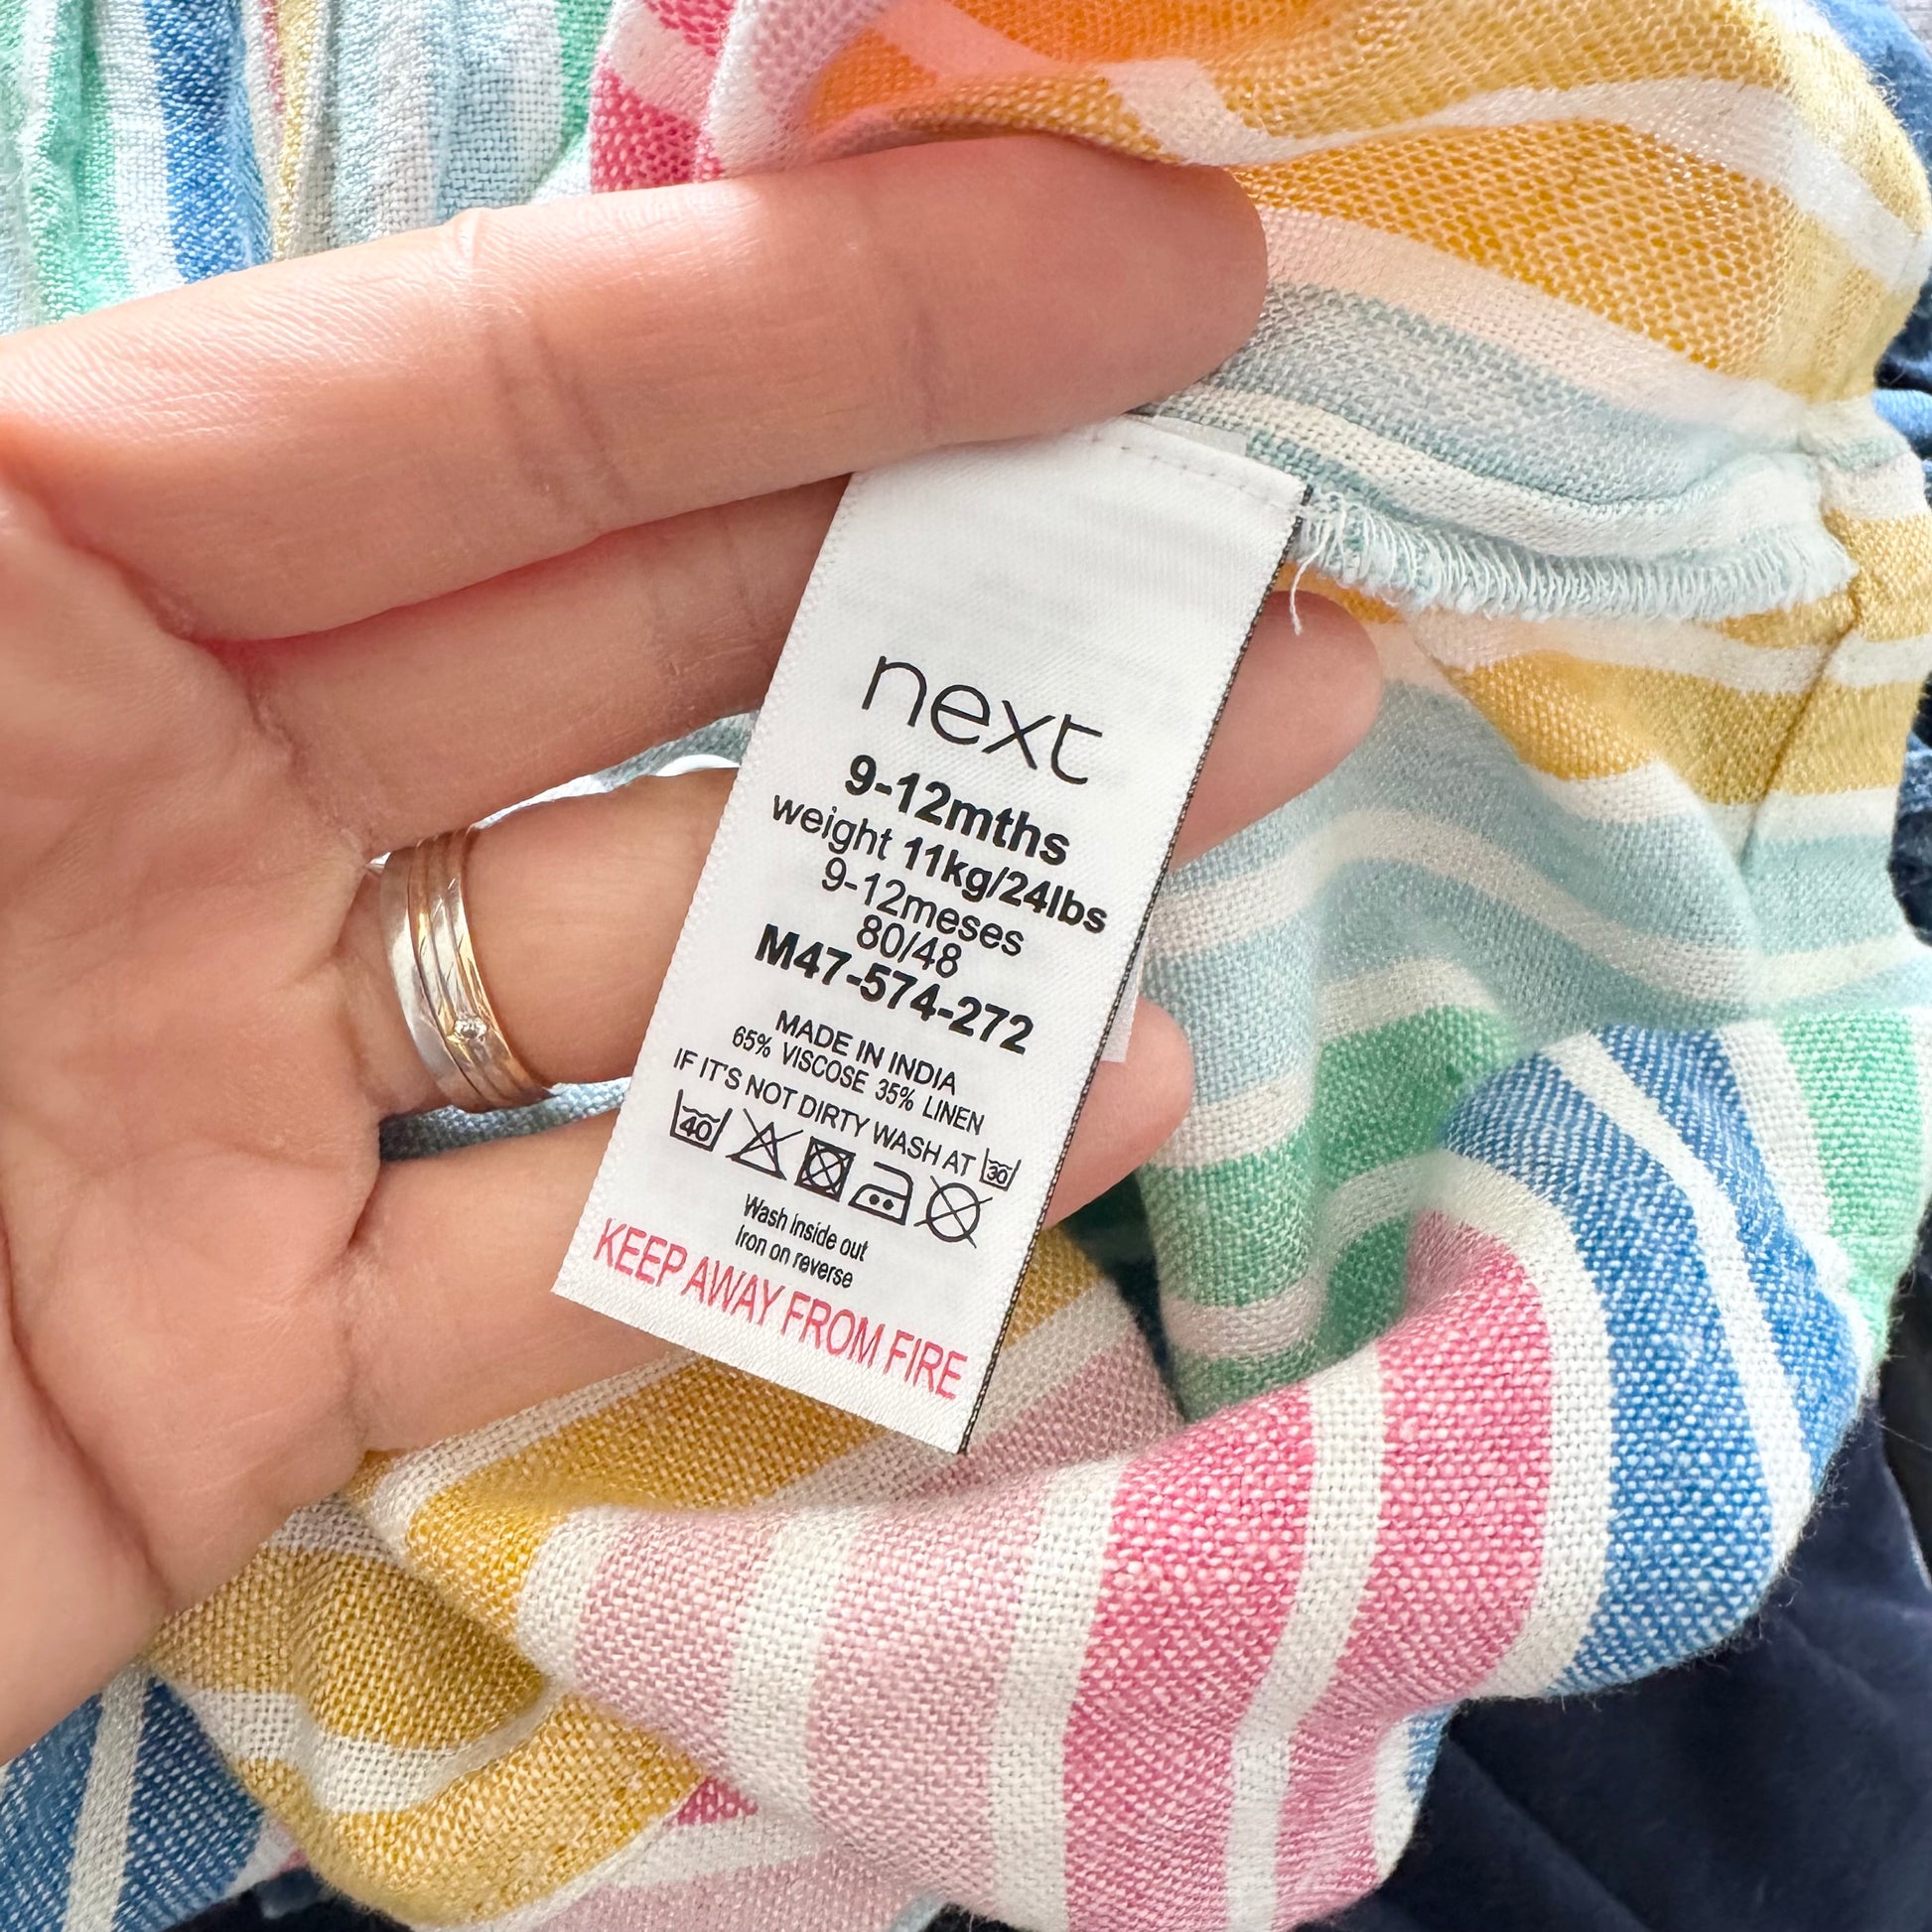 next
9-12mths
weight 11kg/24lbs
9-12meses
80/48
M47-574-272
MADE IN INDIA
65% VISCOSE 35% LINEN
IF IT'S NOT DIRTY WASH AT 30
40
Wash inside out
Iron on reverse
KEEP AWAY FROM FIRE